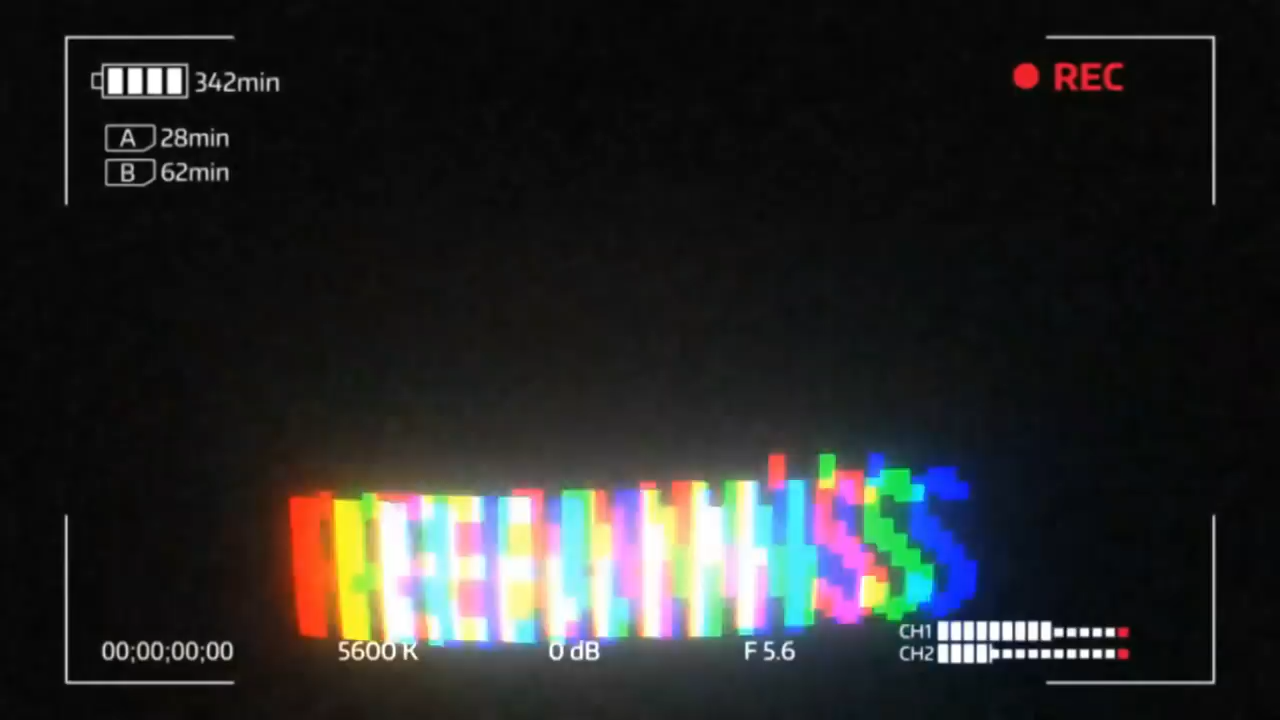 342min
REC
A 28min
B 62min
00;00;00;00
5600 K
0 dB
F 5.6
CH1
CH2